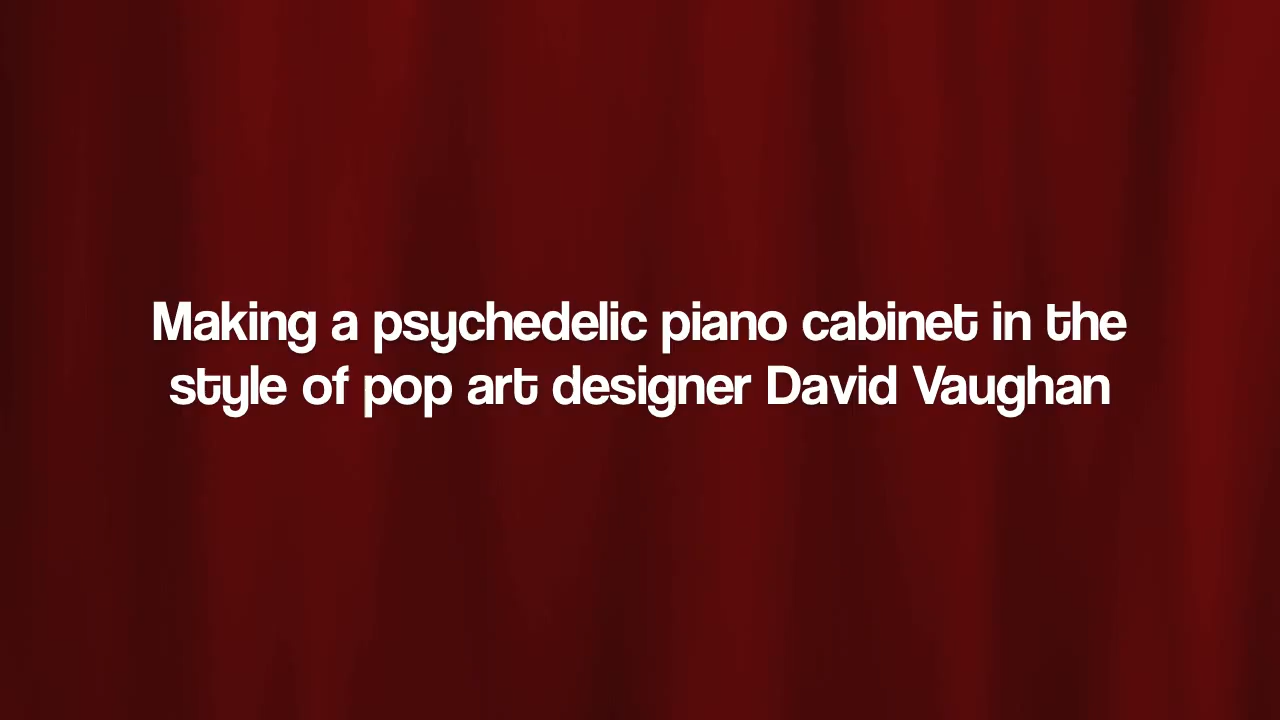 Making a psychedelic piano cabinet in the
style of pop art designer David Vaughan